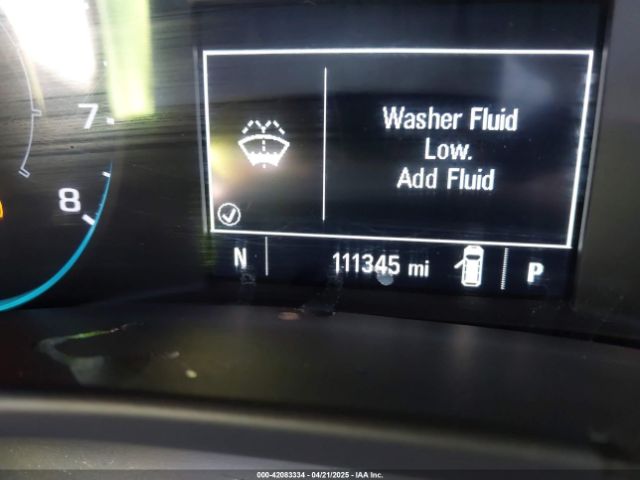 7
8
Washer Fluid
Low.
Add Fluid
N 111345 mi P
000-42083334 | 04/21/2025 | IAA Inc.